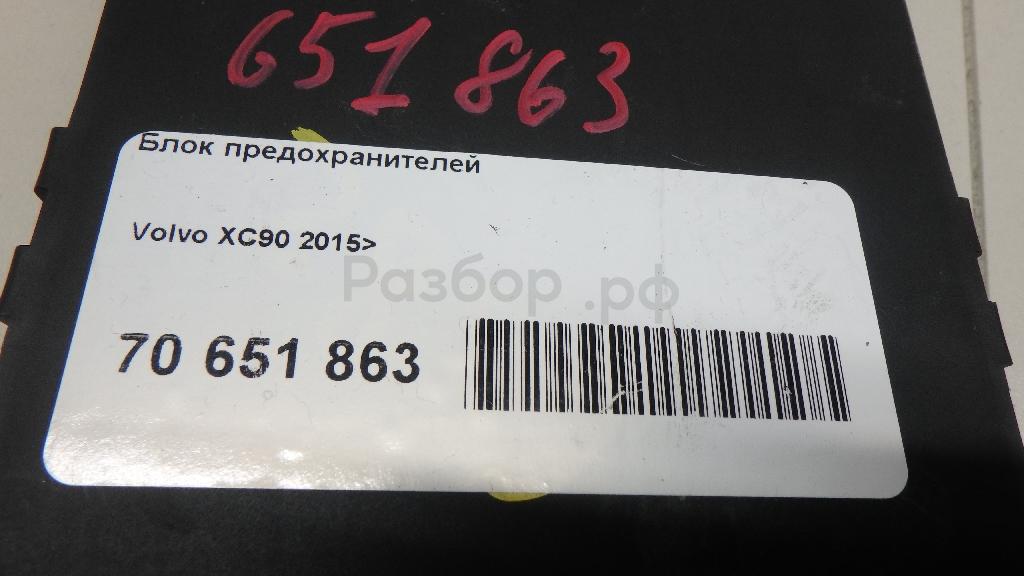 651 863
Блок предохранителей
Volvo XC90 2015>
Разбор.рф
70 651 863